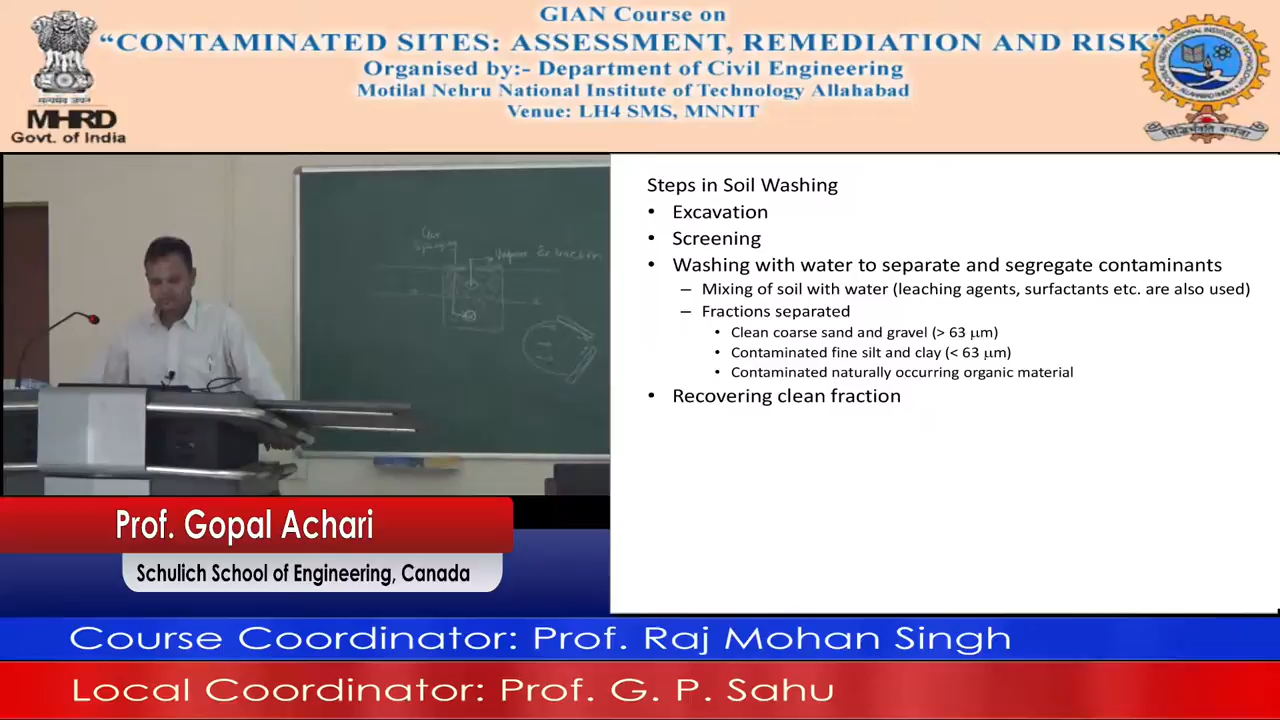 GIAN Course on
“CONTAMINATED SITES: ASSESSMENT, REMEDIATION AND RISK”
Organised by:- Department of Civil Engineering
Motilal Nehru National Institute of Technology Allahabad
Venue: LH4 SMS, MNNIT
सत्यमेव जयते
MHRD
Govt. of India
Steps in Soil Washing
• Excavation
• Screening
• Washing with water to separate and segregate contaminants
– Mixing of soil with water (leaching agents, surfactants etc. are also used)
– Fractions separated
• Clean coarse sand and gravel (> 63 μm)
• Contaminated fine silt and clay (< 63 μm)
• Contaminated naturally occurring organic material
• Recovering clean fraction
Vapour Extraction
Prof. Gopal Achari
Schulich School of Engineering, Canada
Course Coordinator: Prof. Raj Mohan Singh
Local Coordinator: Prof. G. P. Sahu